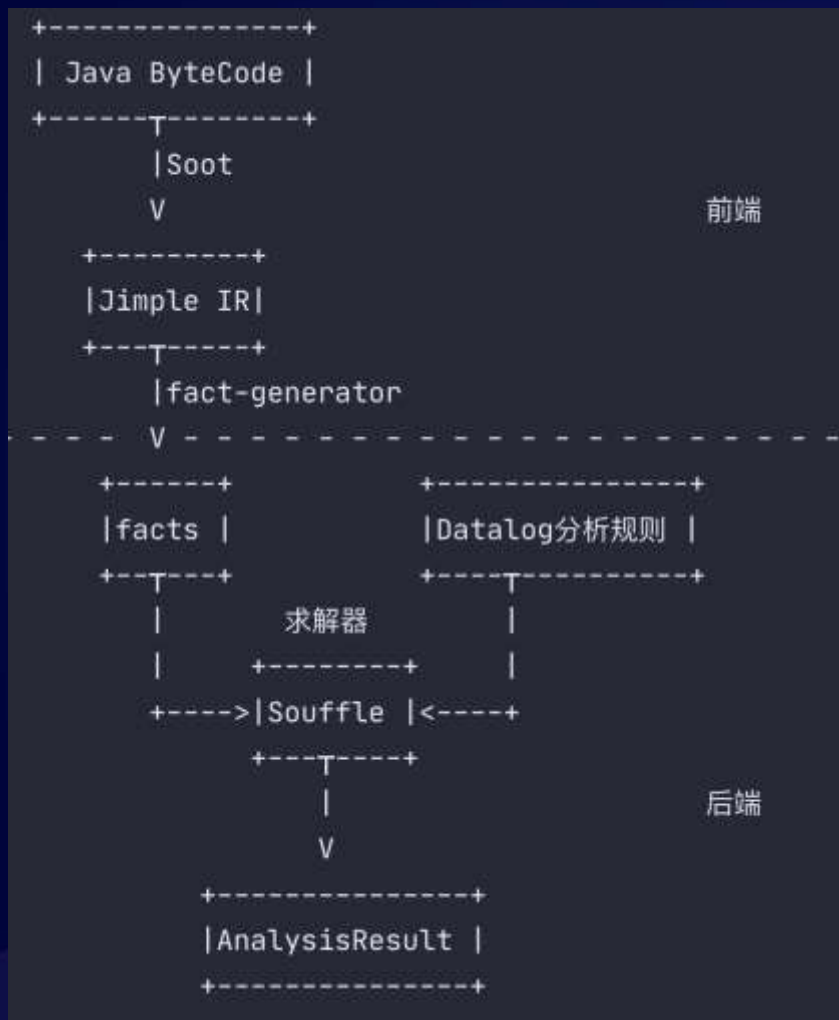 +---------------+
| Java ByteCode |
+------┬--------+
|Soot
V 前端
+---------+
|Jimple IR|
+---┬-----+
|fact-generator
- - - - V - - - - - - - - - - - - - - - - - - -
+------+ +---------------+
|facts | |Datalog分析规则 |
+--┬---+ +----┬----------+
| 求解器 |
| +--------+ |
+---->|Souffle |<----+
+---┬----+
| 后端
V
+---------------+
|AnalysisResult |
+---------------+